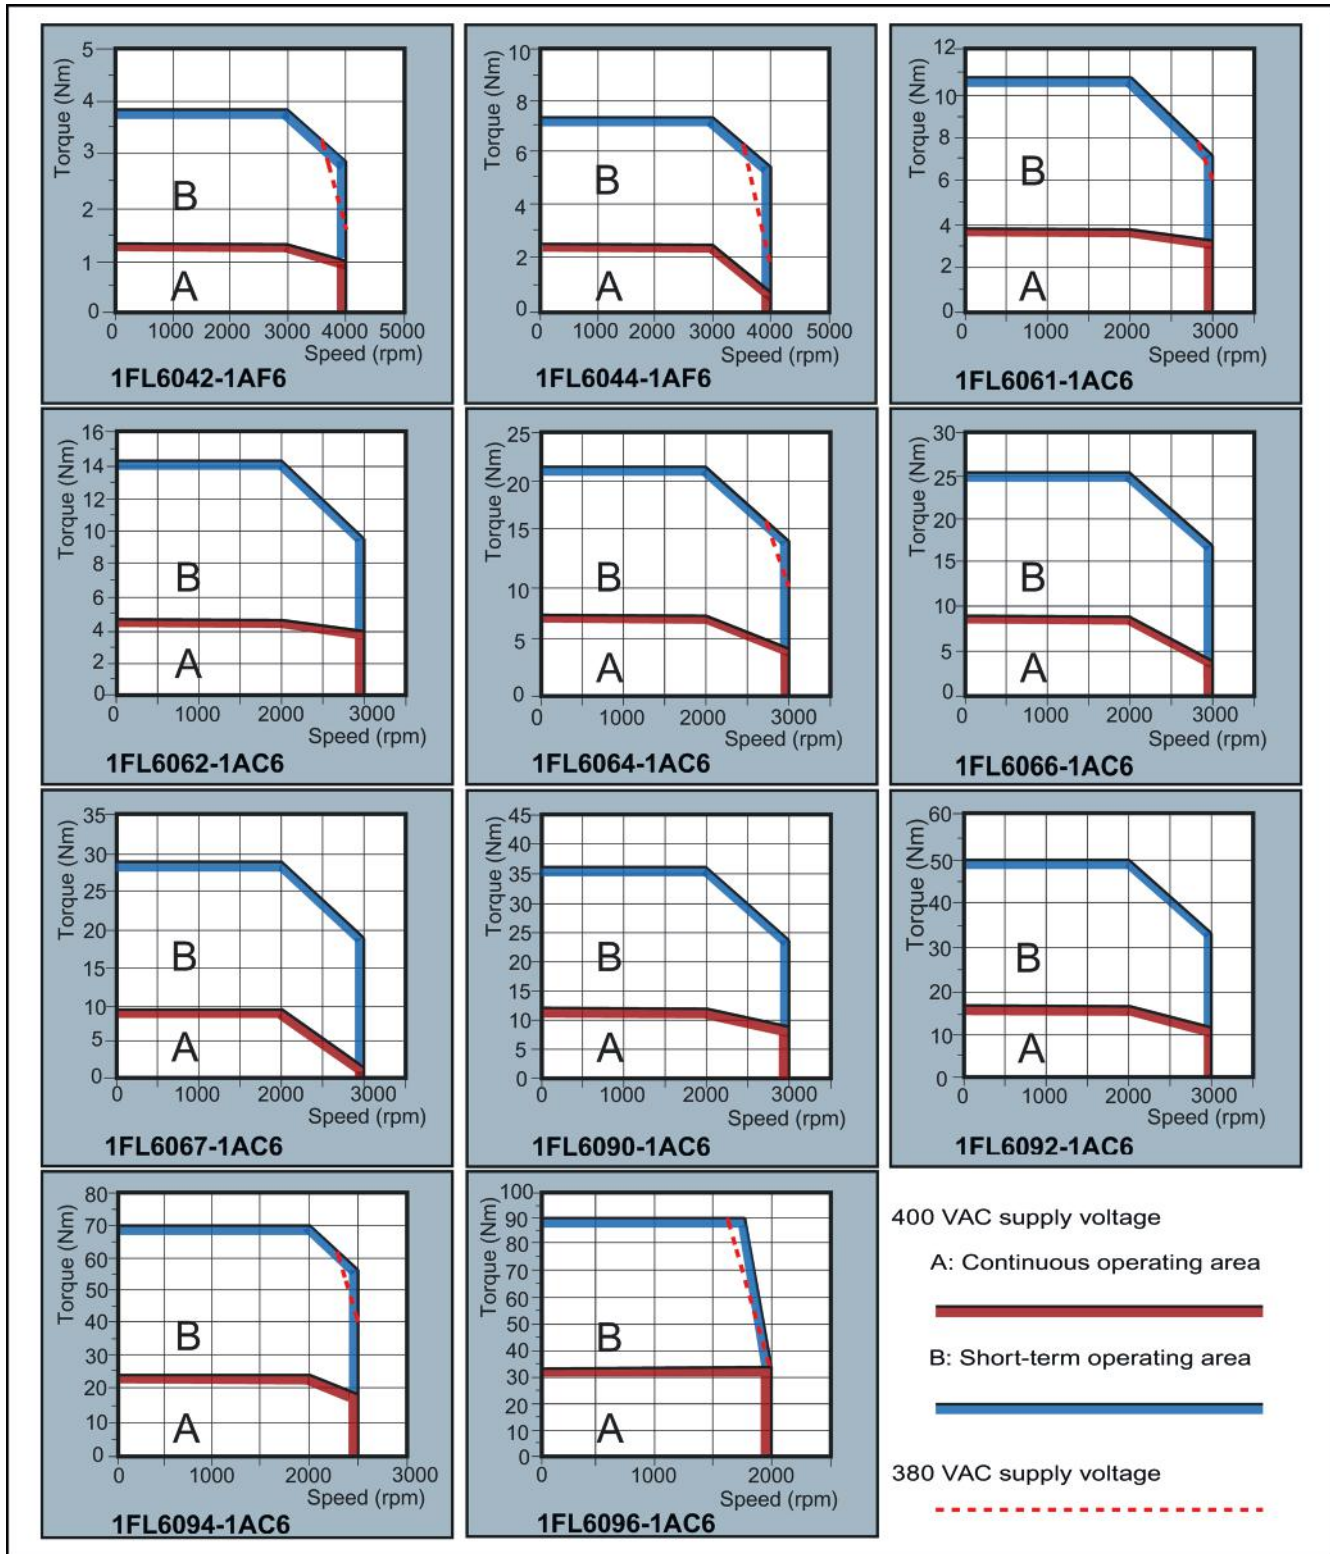 Torque (Nm)
5
4
3
2
1
0
B
A
0 1000 2000 3000 4000 5000
Speed (rpm)
1FL6042-1AF6
Torque (Nm)
10
8
6
4
2
0
B
A
0 1000 2000 3000 4000 5000
Speed (rpm)
1FL6044-1AF6
Torque (Nm)
12
10
8
6
4
2
0
B
A
0 1000 2000 3000
Speed (rpm)
1FL6061-1AC6
Torque (Nm)
16
14
12
10
8
6
4
2
0
B
A
0 1000 2000 3000
Speed (rpm)
1FL6062-1AC6
Torque (Nm)
25
20
15
10
5
0
B
A
0 1000 2000 3000
Speed (rpm)
1FL6064-1AC6
Torque (Nm)
30
25
20
15
10
5
0
B
A
0 1000 2000 3000
Speed (rpm)
1FL6066-1AC6
Torque (Nm)
35
30
25
20
15
10
5
0
B
A
0 1000 2000 3000
Speed (rpm)
1FL6067-1AC6
Torque (Nm)
45
40
35
30
25
20
15
10
5
0
B
A
0 1000 2000 3000
Speed (rpm)
1FL6090-1AC6
Torque (Nm)
60
50
40
30
20
10
0
B
A
0 1000 2000 3000
Speed (rpm)
1FL6092-1AC6
Torque (Nm)
80
70
60
50
40
30
20
10
0
B
A
0 1000 2000 3000
Speed (rpm)
1FL6094-1AC6
Torque (Nm)
100
90
80
70
60
50
40
30
20
10
0
B
A
0 1000 2000
Speed (rpm)
1FL6096-1AC6
400 VAC supply voltage
A: Continuous operating area
B: Short-term operating area
380 VAC supply voltage